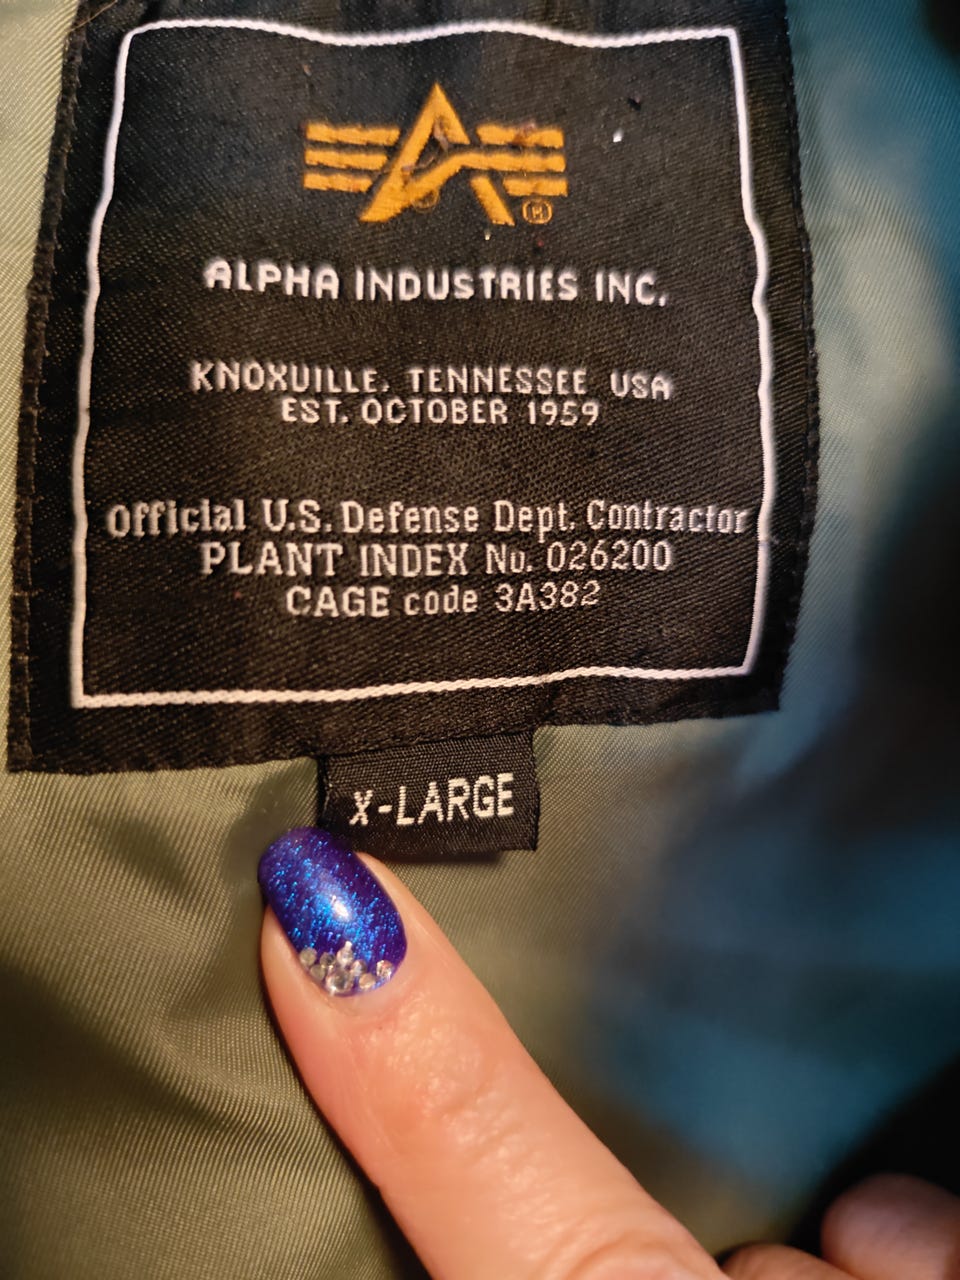 ALPHA INDUSTRIES INC.
KNOXVILLE, TENNESSEE USA
EST. OCTOBER 1959
Official U.S. Defense Dept. Contractor
PLANT INDEX No. 026200
CAGE code 3A382
X-LARGE